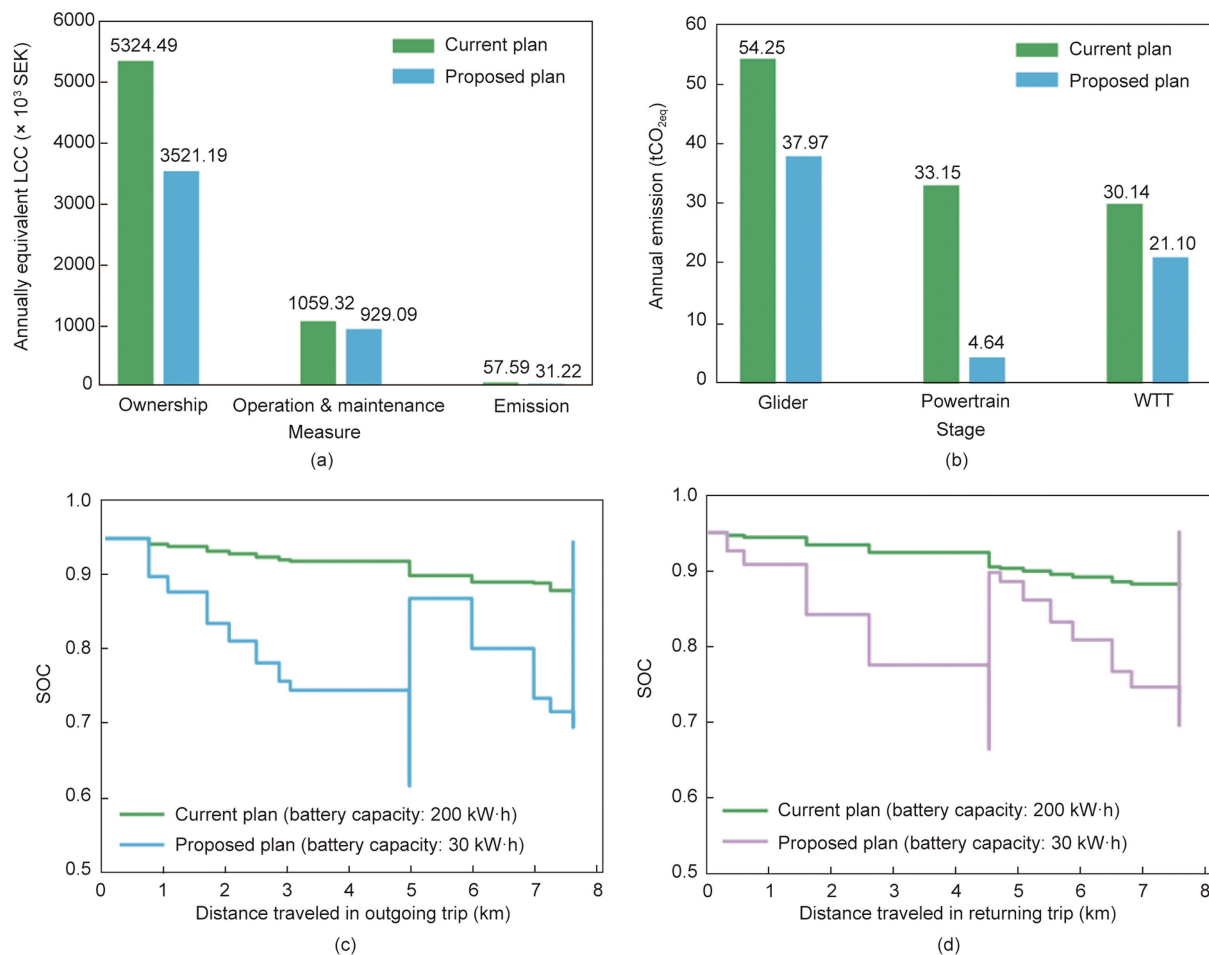 6000
5000
4000
3000
2000
1000
0
Annually equivalent LCC (× 10³ SEK)
5324.49
3521.19
1059.32
929.09
57.59
31.22
Current plan
Proposed plan
Ownership
Operation & maintenance
Emission
Measure
(a)
60
50
40
30
20
10
0
Annual emission (tCO₂eq)
54.25
37.97
33.15
4.64
30.14
21.10
Current plan
Proposed plan
Glider
Powertrain
WTT
Stage
(b)
1.0
0.9
0.8
0.7
0.6
0.5
SOC
Current plan (battery capacity: 200 kW·h)
Proposed plan (battery capacity: 30 kW·h)
0 1 2 3 4 5 6 7 8
Distance traveled in outgoing trip (km)
(c)
1.0
0.9
0.8
0.7
0.6
0.5
SOC
Current plan (battery capacity: 200 kW·h)
Proposed plan (battery capacity: 30 kW·h)
0 1 2 3 4 5 6 7 8
Distance traveled in returning trip (km)
(d)